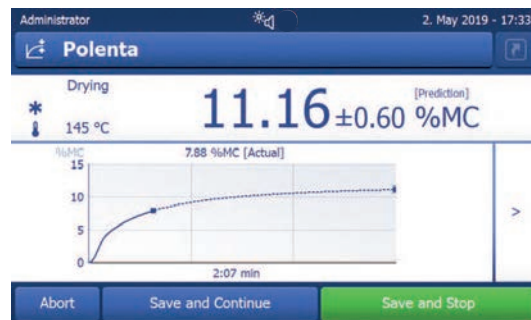 Administrator
2. May 2019 - 17:33
Polenta
Drying
145 °C
11.16 ±0.60 %MC
[Prediction]
%MC
7.88 %MC [Actual]
15
10
5
0
2:07 min
>
Abort
Save and Continue
Save and Stop